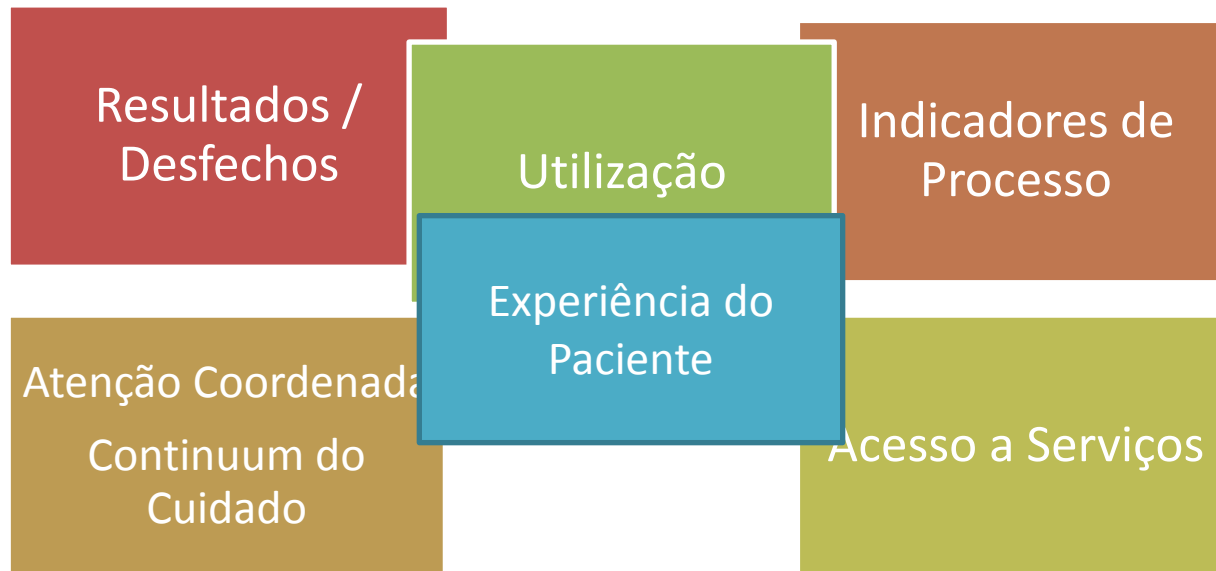 Resultados /
Desfechos
Utilização
Indicadores de
Processo
Experiência do
Paciente
Atenção Coordenada
Continuum do
Cuidado
Acesso a Serviços